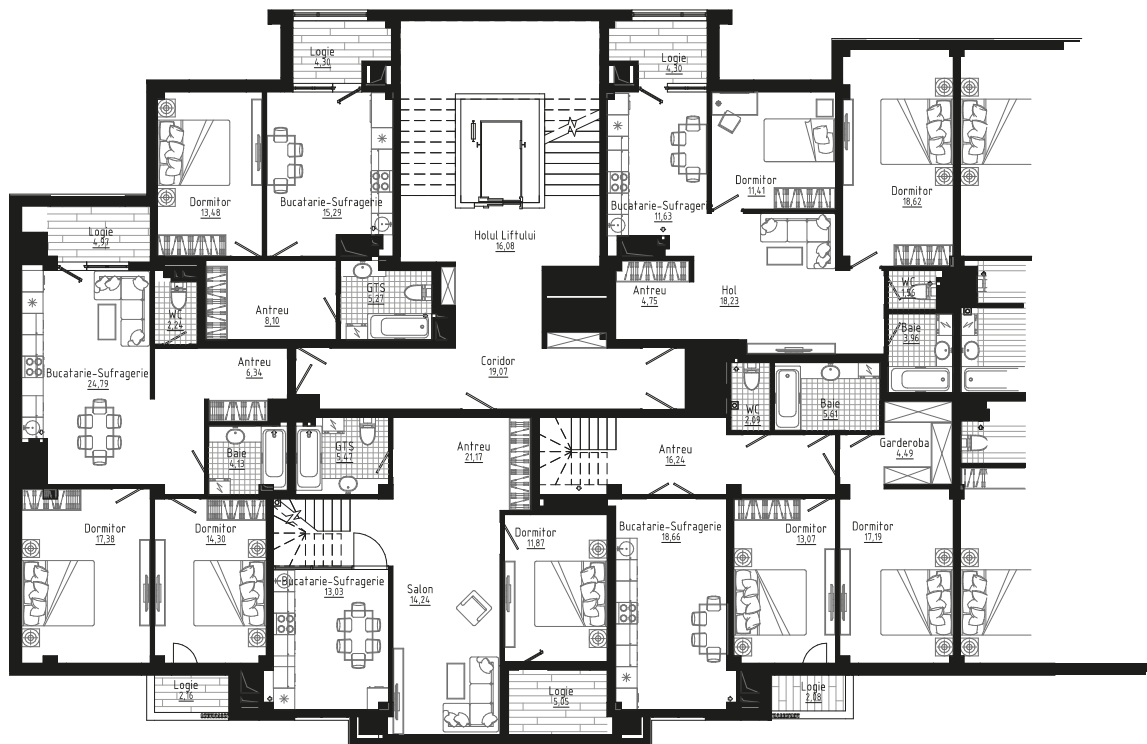 Logie
4,30
Logie
4,30
Dormitor
13,48
Bucatarie-Sufragerie
15,29
Holul Liftului
16,08
Bucatarie-Sufragerie
11,63
Dormitor
11,41
Dormitor
18,62
Logie
4,97
WC
2,24
Antreu
8,10
GTS
5,27
Antreu
4,75
Hol
18,23
WC
1,56
Baie
3,96
Bucatarie-Sufragerie
24,79
Antreu
6,34
Coridor
19,07
WC
2,09
Baie
5,61
Baie
4,13
GTS
5,47
Antreu
21,17
Antreu
16,24
Garderoba
4,49
Dormitor
17,38
Dormitor
14,30
Bucatarie-Sufragerie
13,03
Salon
14,24
Dormitor
11,87
Bucatarie-Sufragerie
18,66
Dormitor
13,07
Dormitor
17,19
Logie
2,16
Logie
5,05
Logie
2,08